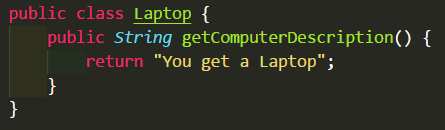 public class Laptop {
    public String getComputerDescription() {
        return "You get a Laptop";
    }
}